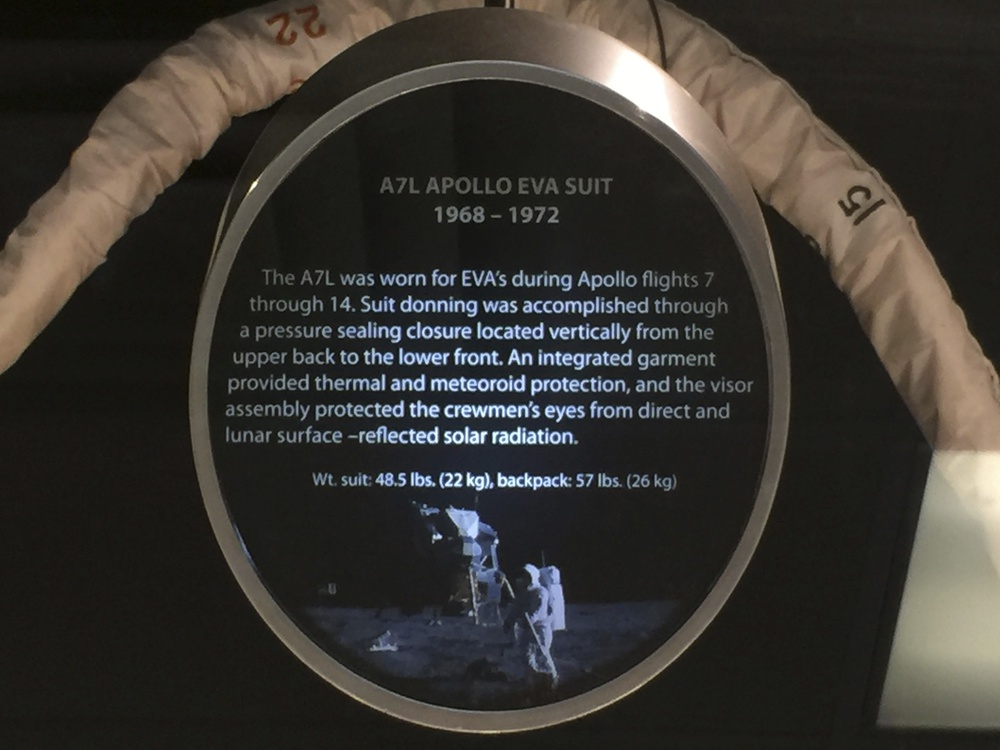 22
15
A7L APOLLO EVA SUIT
1968 – 1972
The A7L was worn for EVA's during Apollo flights 7
through 14. Suit donning was accomplished through
a pressure sealing closure located vertically from the
upper back to the lower front. An integrated garment
provided thermal and meteoroid protection, and the visor
assembly protected the crewmen's eyes from direct and
lunar surface –reflected solar radiation.
Wt. suit: 48.5 lbs. (22 kg), backpack: 57 lbs. (26 kg)